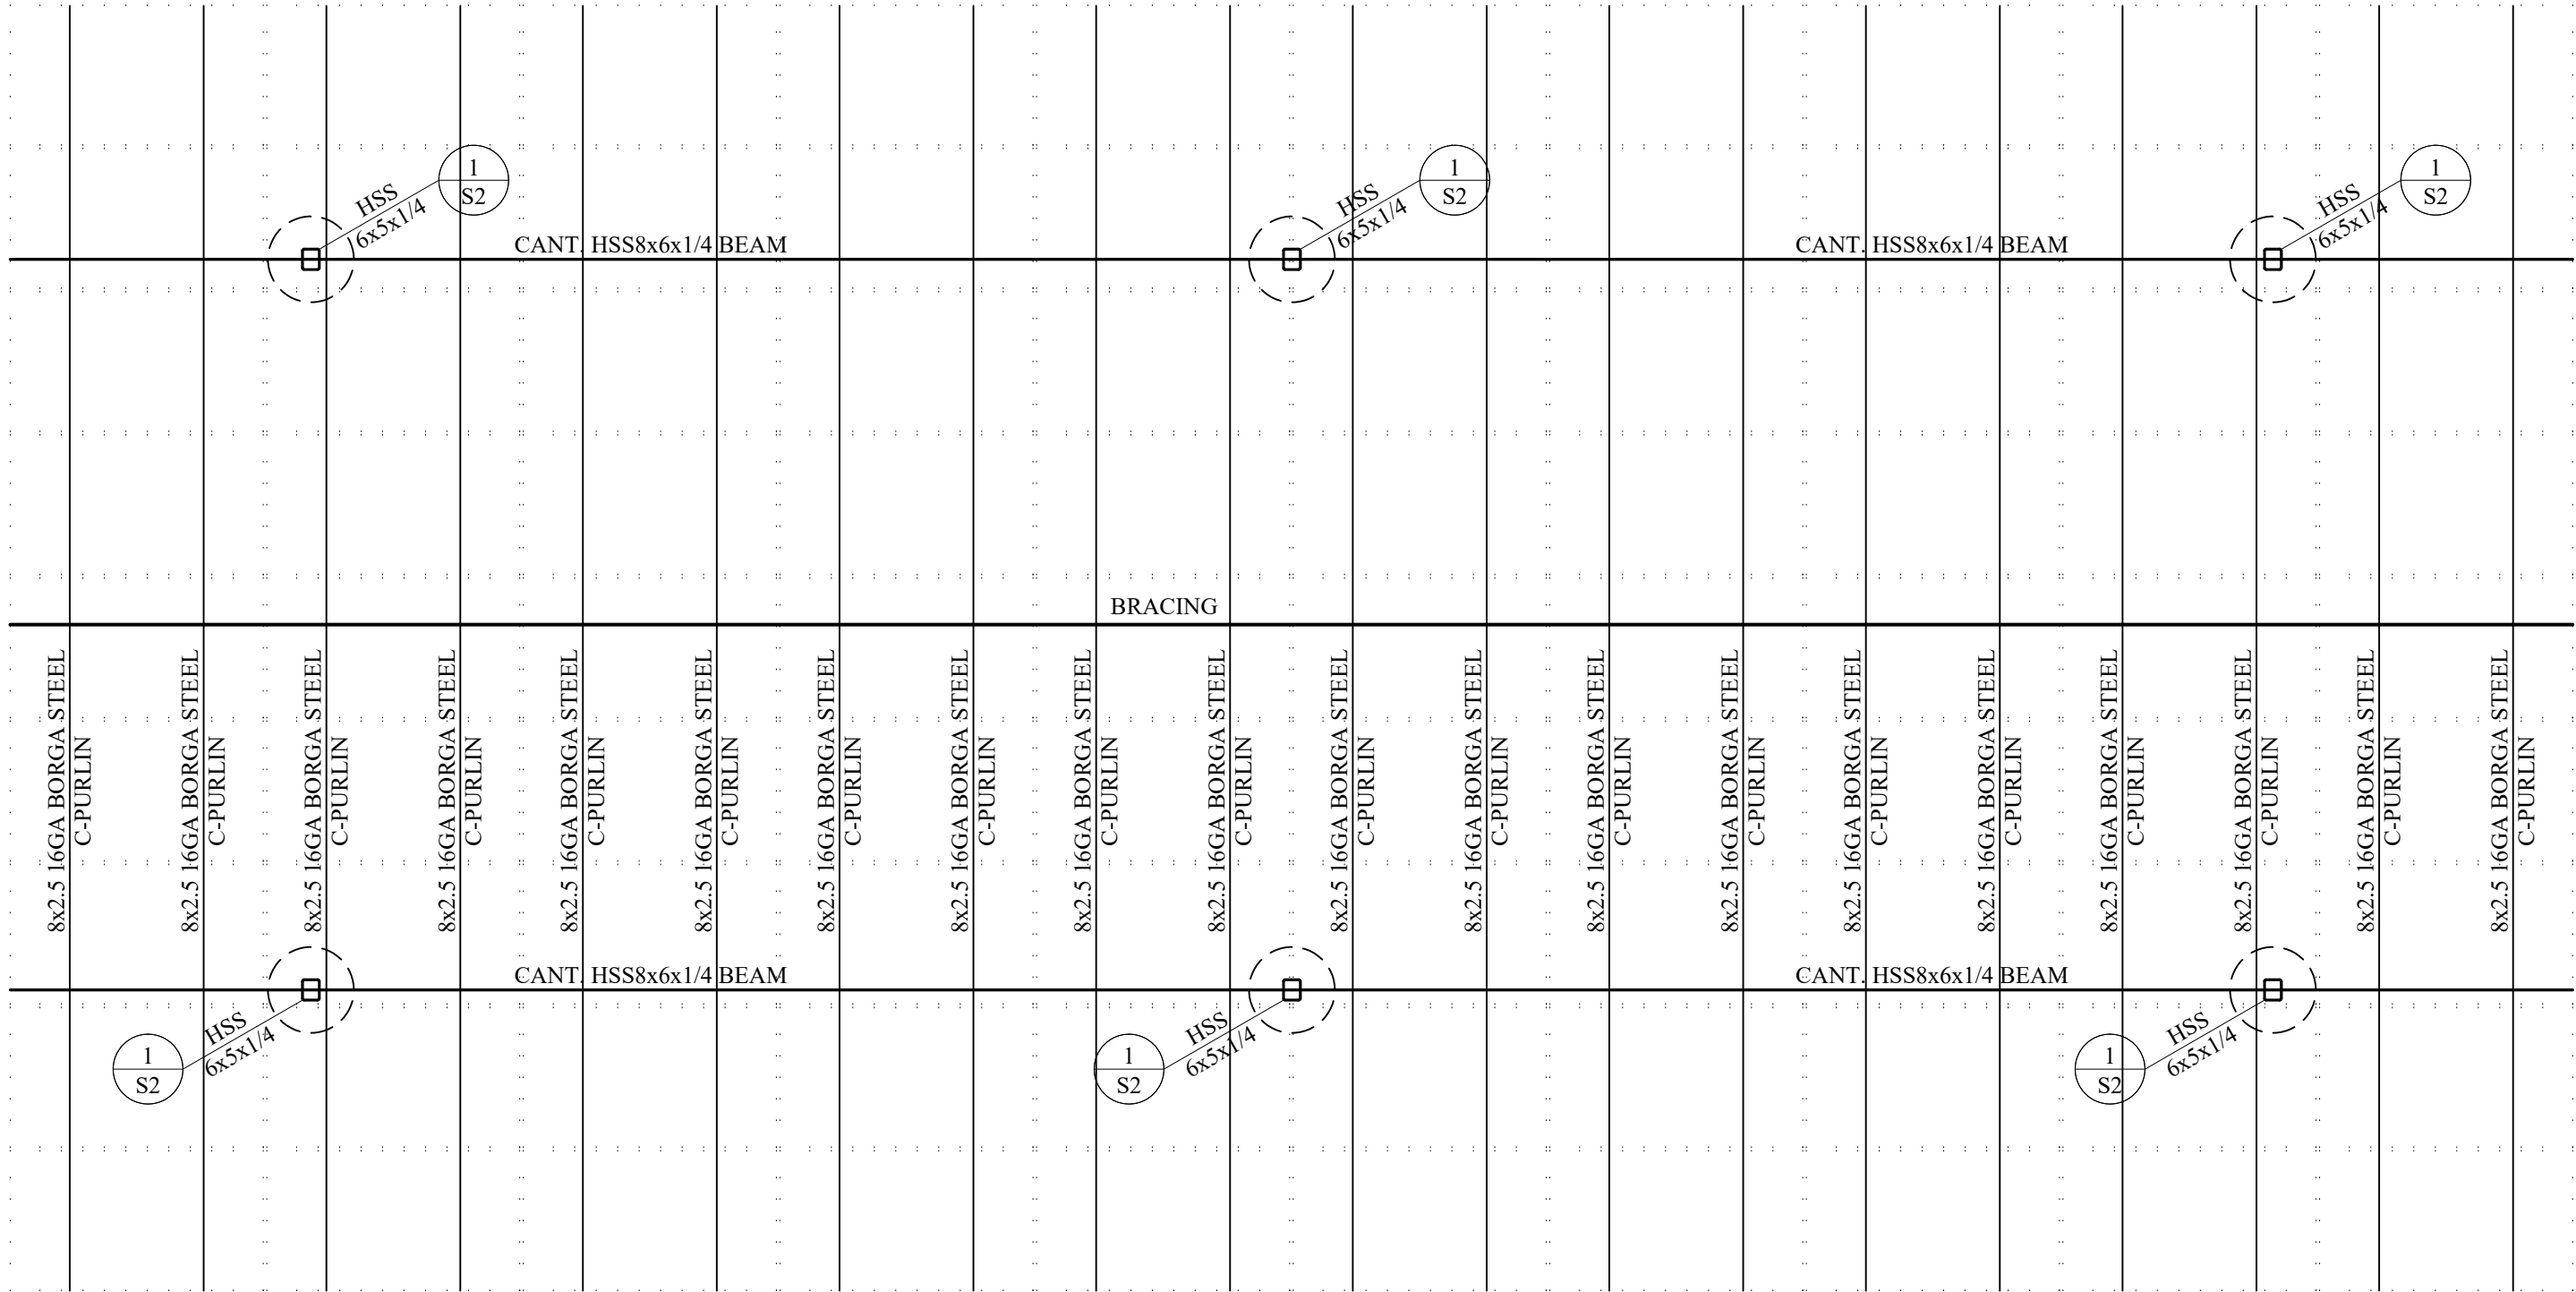 1
S2
HSS
6x5x1/4
1
S2
HSS
6x5x1/4
1
S2
HSS
6x5x1/4
CANT. HSS8x6x1/4 BEAM
CANT. HSS8x6x1/4 BEAM
BRACING
8x2.5 16GA BORGA STEEL
C-PURLIN
8x2.5 16GA BORGA STEEL
C-PURLIN
8x2.5 16GA BORGA STEEL
C-PURLIN
8x2.5 16GA BORGA STEEL
C-PURLIN
8x2.5 16GA BORGA STEEL
C-PURLIN
8x2.5 16GA BORGA STEEL
C-PURLIN
8x2.5 16GA BORGA STEEL
C-PURLIN
8x2.5 16GA BORGA STEEL
C-PURLIN
8x2.5 16GA BORGA STEEL
C-PURLIN
8x2.5 16GA BORGA STEEL
C-PURLIN
8x2.5 16GA BORGA STEEL
C-PURLIN
8x2.5 16GA BORGA STEEL
C-PURLIN
8x2.5 16GA BORGA STEEL
C-PURLIN
8x2.5 16GA BORGA STEEL
C-PURLIN
8x2.5 16GA BORGA STEEL
C-PURLIN
8x2.5 16GA BORGA STEEL
C-PURLIN
8x2.5 16GA BORGA STEEL
C-PURLIN
8x2.5 16GA BORGA STEEL
C-PURLIN
8x2.5 16GA BORGA STEEL
C-PURLIN
8x2.5 16GA BORGA STEEL
C-PURLIN
CANT. HSS8x6x1/4 BEAM
CANT. HSS8x6x1/4 BEAM
HSS
6x5x1/4
1
S2
HSS
6x5x1/4
1
S2
HSS
6x5x1/4
1
S2